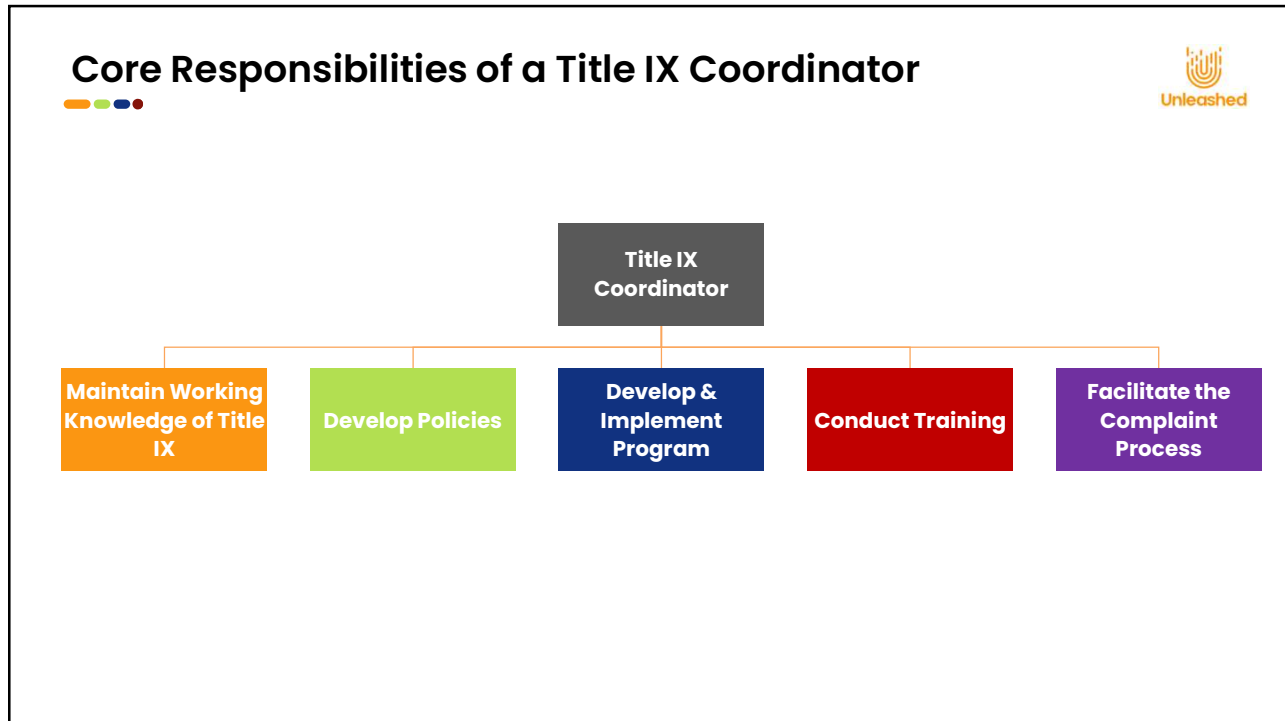 Core Responsibilities of a Title IX Coordinator
Unleashed
Title IX
Coordinator
Maintain Working
Knowledge of Title
IX
Develop Policies
Develop &
Implement
Program
Conduct Training
Facilitate the
Complaint
Process